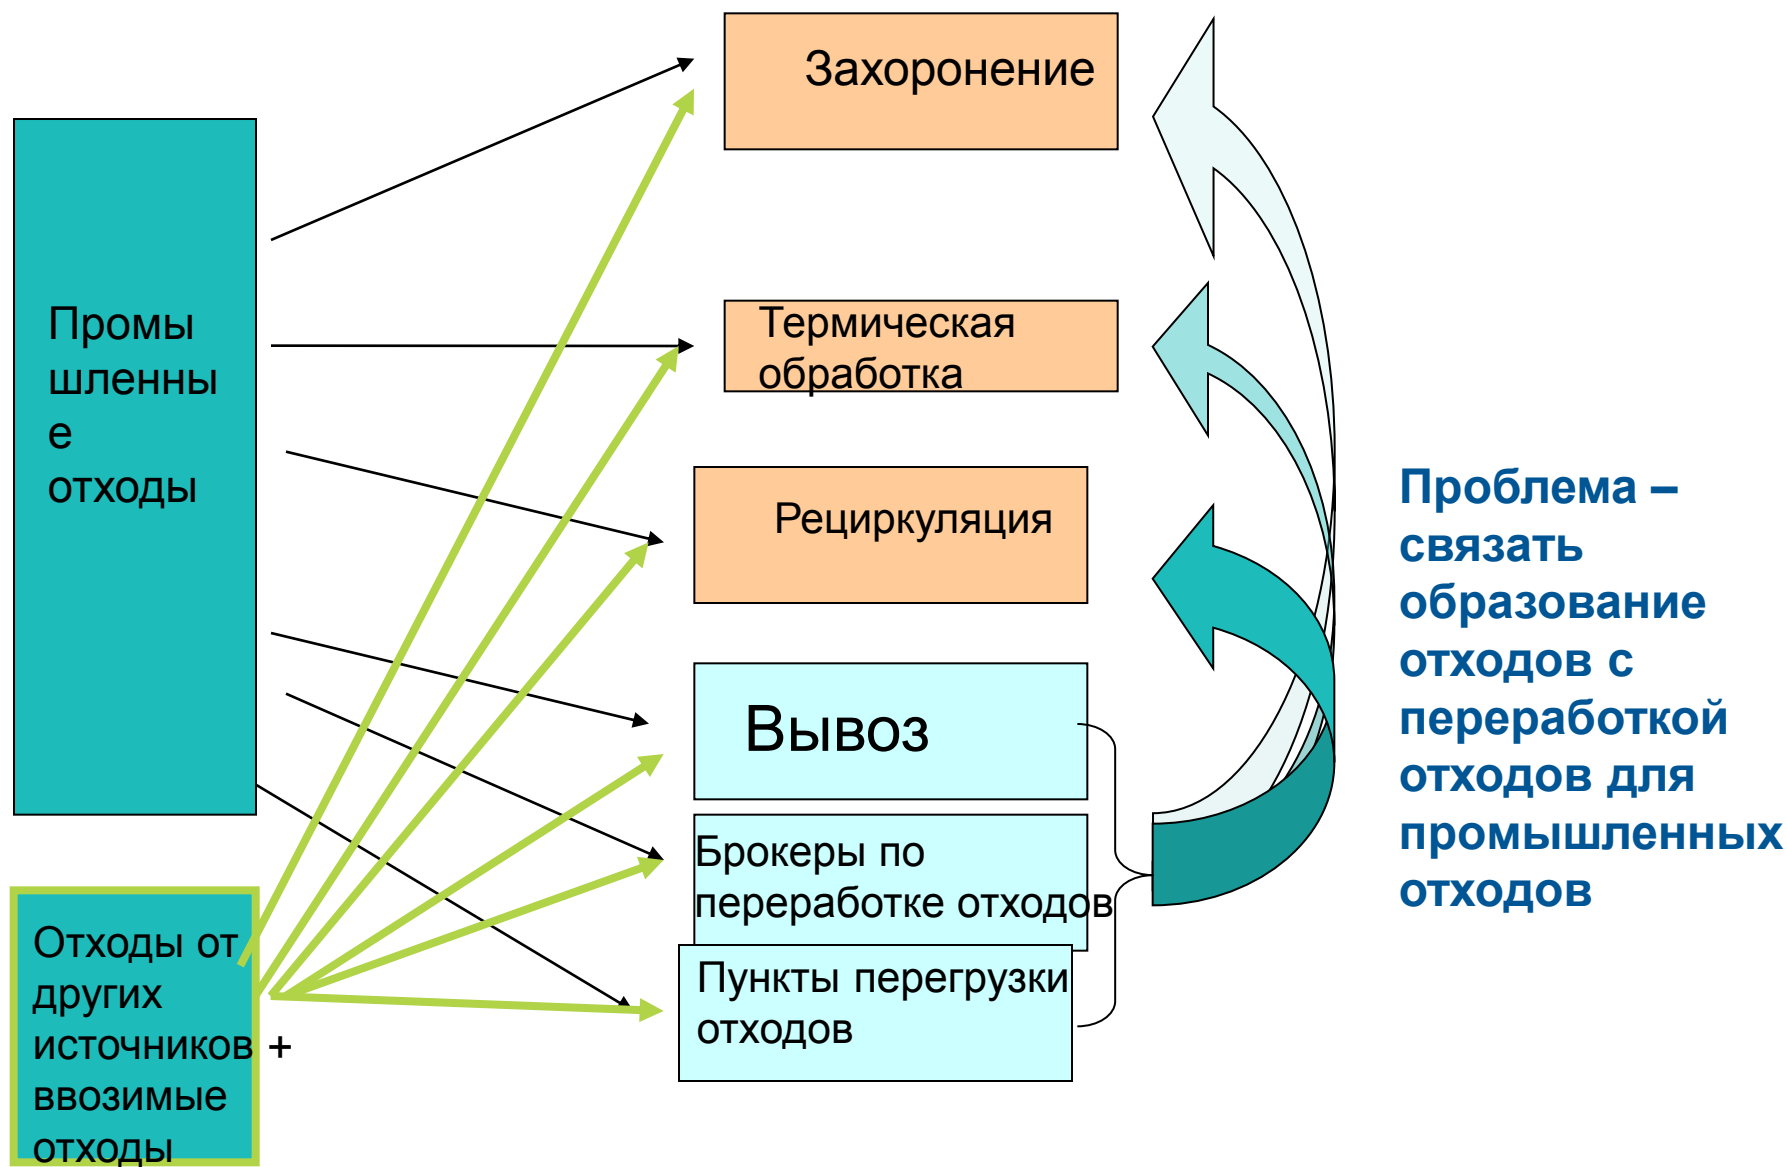 Захоронение
Промы
шленны
е
отходы
Термическая
обработка
Рециркуляция
Вывоз
Брокеры по
переработке отходов
Пункты перегрузки
отходов
Отходы от
других
источников +
ввозимые
отходы
Проблема –
связать
образование
отходов с
переработкой
отходов для
промышленных
отходов